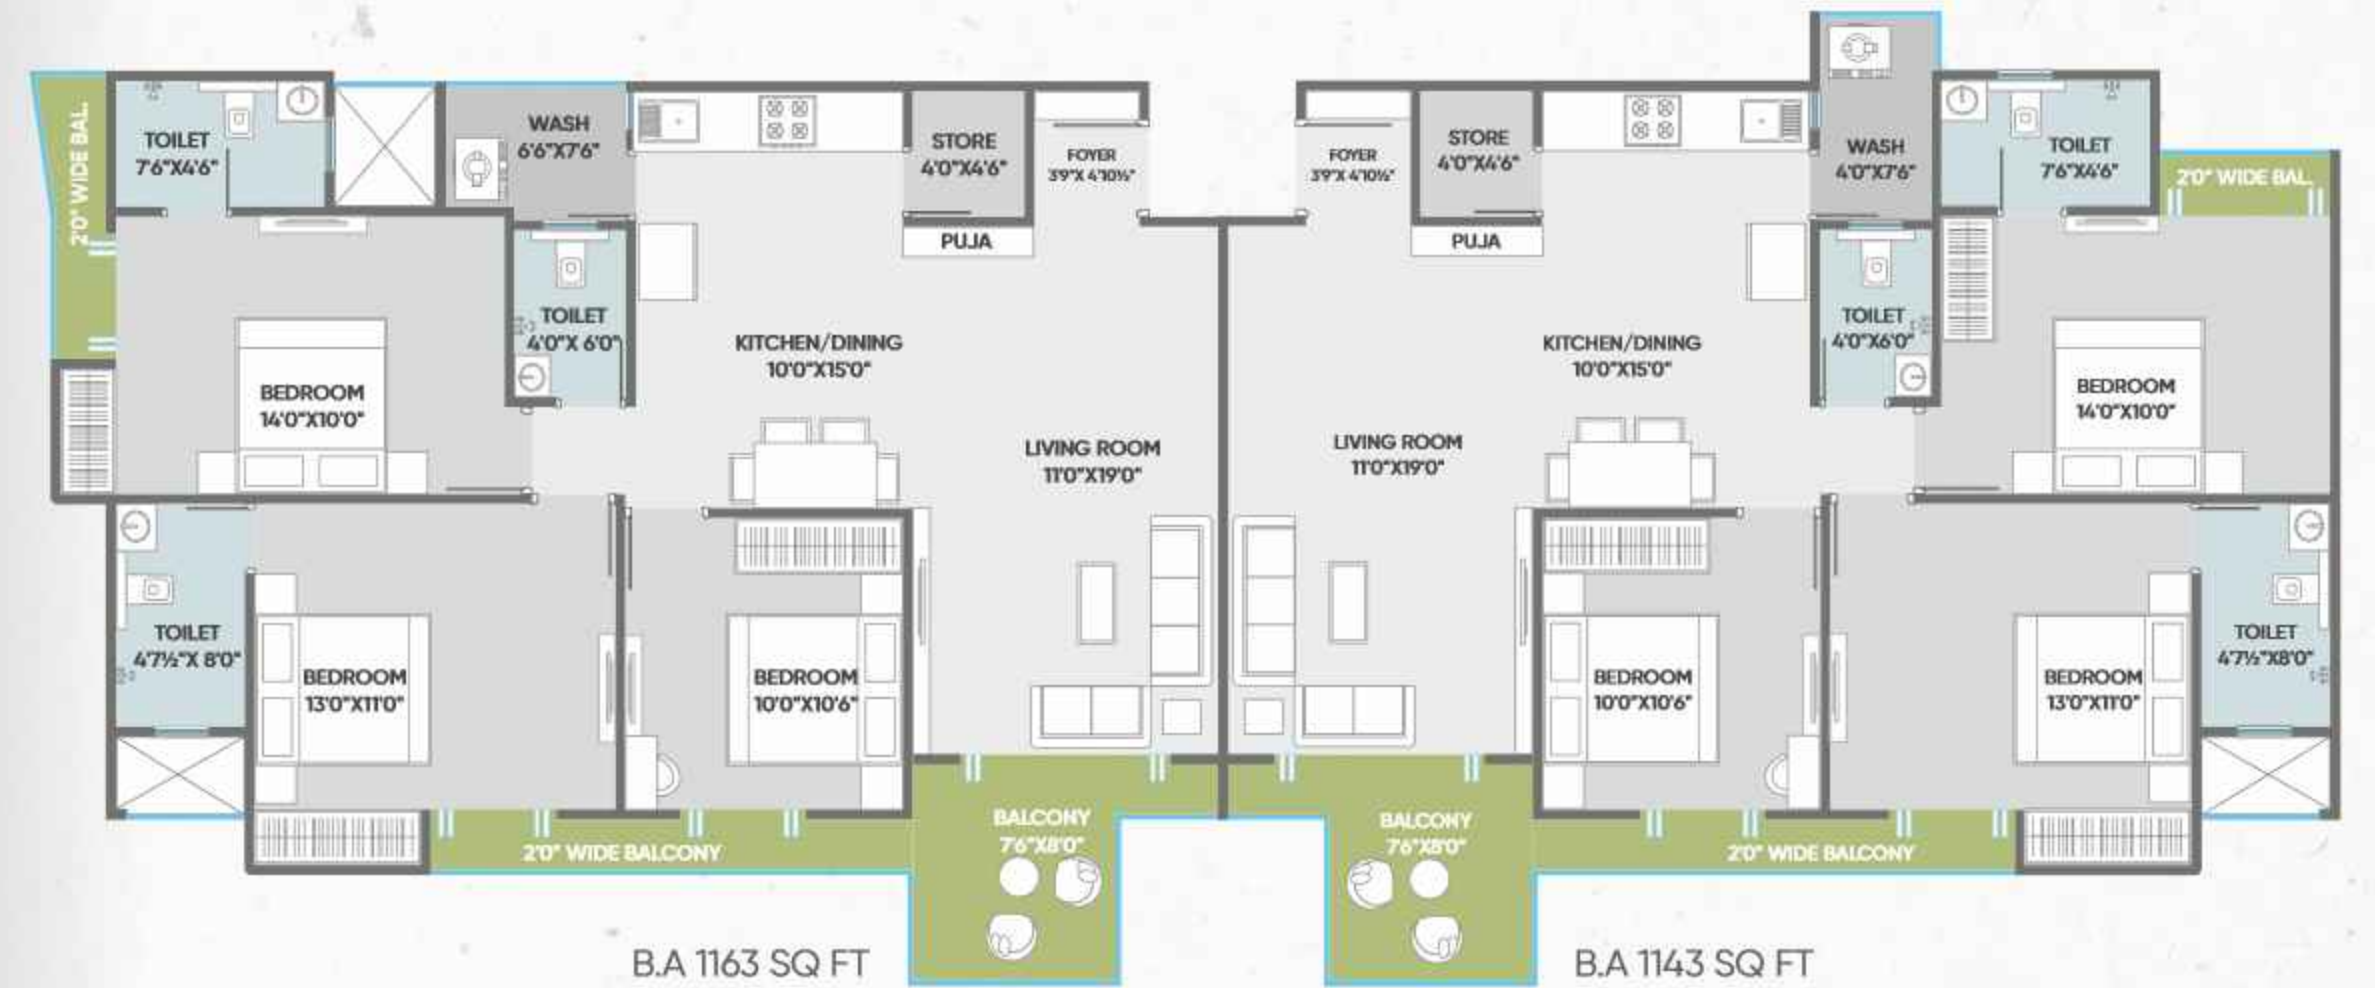 2'0" WIDE BAL.
TOILET
7'6"X4'6"
WASH
6'6"X7'6"
STORE
4'0"X4'6"
FOYER
3'9"X 4'10½"
PUJA
TOILET
4'0"X 6'0"
KITCHEN/DINING
10'0"X15'0"
BEDROOM
14'0"X10'0"
LIVING ROOM
11'0"X19'0"
TOILET
4'7½"X 8'0"
BEDROOM
13'0"X11'0"
BEDROOM
10'0"X10'6"
BALCONY
7'6"X8'0"
2'0" WIDE BALCONY
B.A 1163 SQ FT
FOYER
3'9"X 4'10½"
STORE
4'0"X4'6"
WASH
4'0"X7'6"
TOILET
7'6"X4'6"
2'0" WIDE BAL.
PUJA
TOILET
4'0"X6'0"
KITCHEN/DINING
10'0"X15'0"
BEDROOM
14'0"X10'0"
LIVING ROOM
11'0"X19'0"
BEDROOM
10'0"X10'6"
BEDROOM
13'0"X11'0"
TOILET
4'7½"X8'0"
BALCONY
7'6"X8'0"
2'0" WIDE BALCONY
B.A 1143 SQ FT